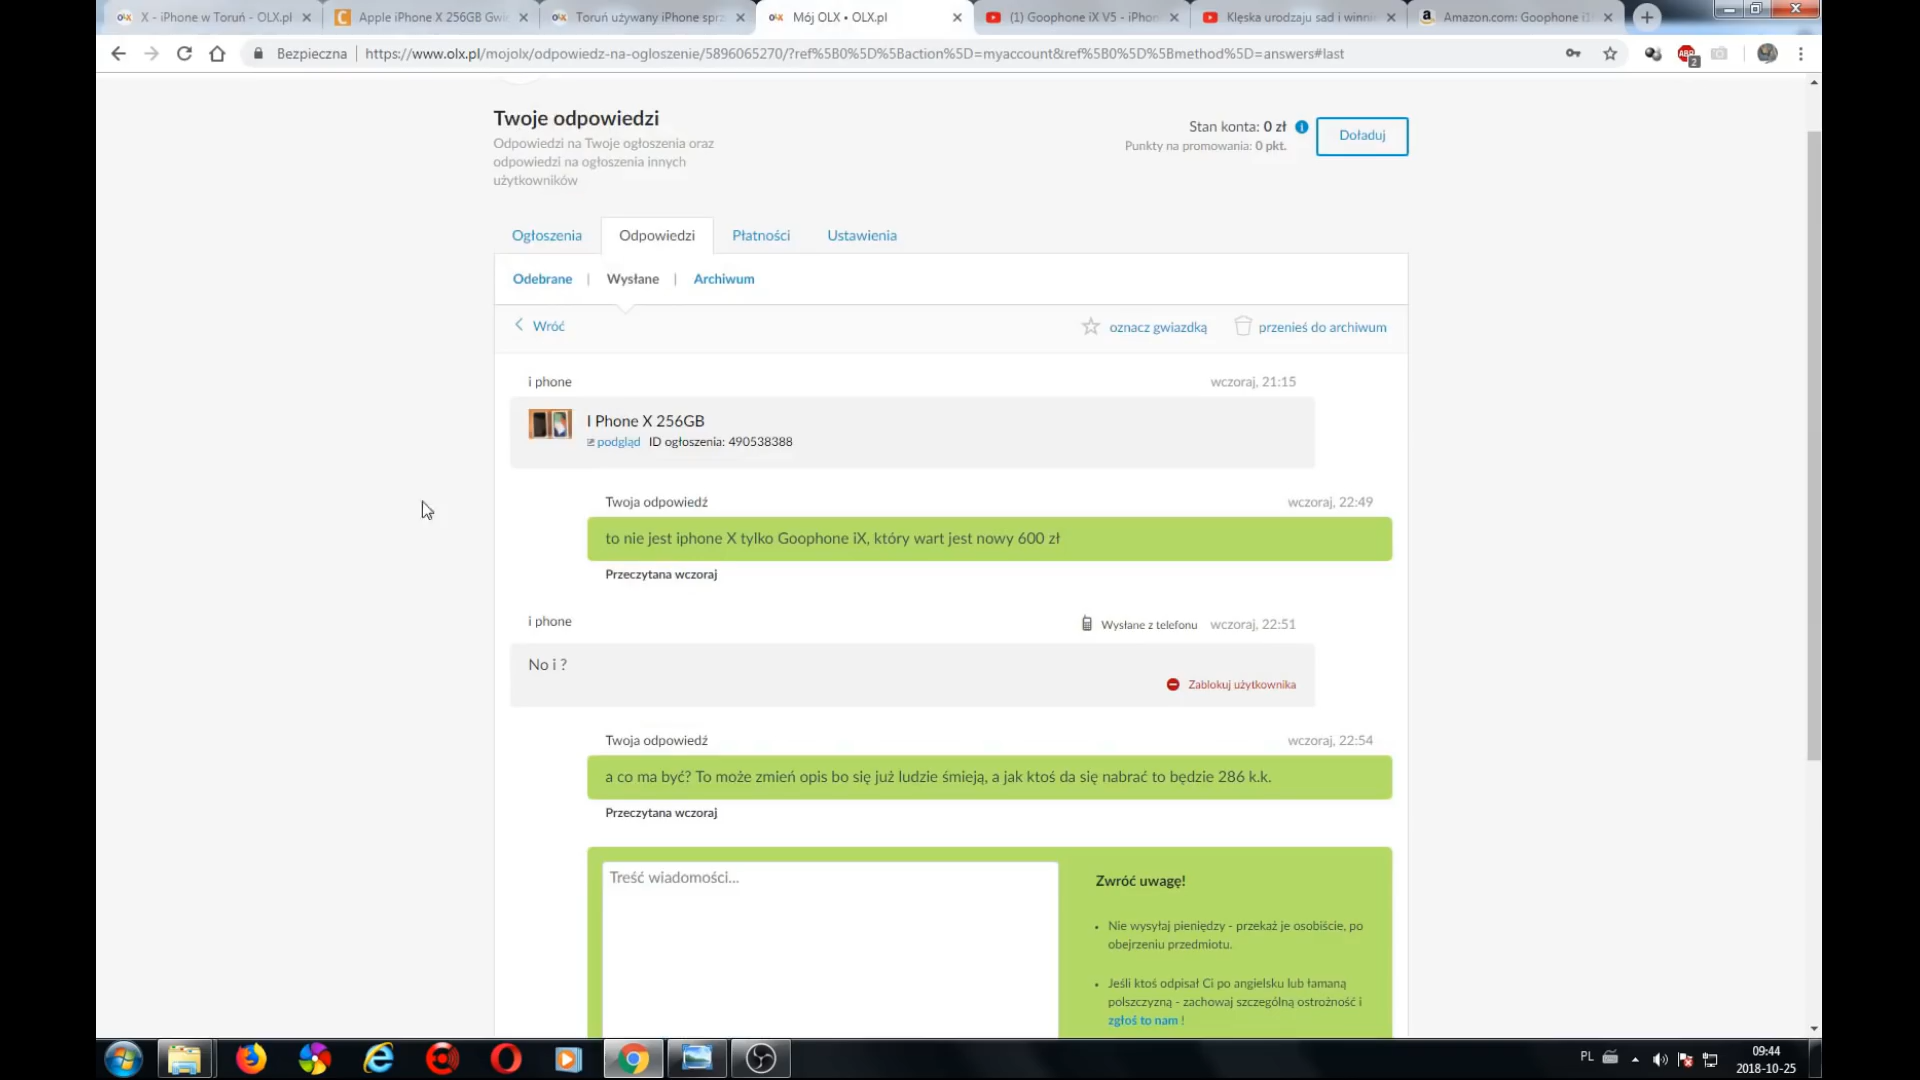 X - iPhone w Toruń - OLX.pl
Apple iPhone X 256GB Gwi
Toruń używany iPhone sprz
Mój OLX • OLX.pl
(1) Goophone iX V5 - iPhon
Klęska urodzaju sad i winni
Amazon.com: Goophone i1
Bezpieczna
https://www.olx.pl/mojolx/odpowiedz-na-ogloszenie/5896065270/?ref%5B0%5D%5Baction%5D=myaccount&ref%5B0%5D%5Bmethod%5D=answers#last
ABP
2
Twoje odpowiedzi
Odpowiedzi na Twoje ogłoszenia oraz
odpowiedzi na ogłoszenia innych
użytkowników
Stan konta: 0 zł
Punkty na promowania: 0 pkt.
Doładuj
Ogłoszenia
Odpowiedzi
Płatności
Ustawienia
Odebrane | Wysłane | Archiwum
Wróć
oznacz gwiazdką
przenieś do archiwum
i phone
wczoraj, 21:15
I Phone X 256GB
podgląd ID ogłoszenia: 490538388
Twoja odpowiedź
wczoraj, 22:49
to nie jest iphone X tylko Goophone iX, który wart jest nowy 600 zł
Przeczytana wczoraj
i phone
Wysłane z telefonu wczoraj, 22:51
No i ?
Zablokuj użytkownika
Twoja odpowiedź
wczoraj, 22:54
a co ma być? To może zmień opis bo się już ludzie śmieją, a jak ktoś da się nabrać to będzie 286 k.k.
Przeczytana wczoraj
Treść wiadomości...
Zwróć uwagę!
Nie wysyłaj pieniędzy - przekaż je osobiście, po
obejrzeniu przedmiotu.
Jeśli ktoś odpisał Ci po angielsku lub łamaną
polszczyzną - zachowaj szczególną ostrożność i
zgłoś to nam !
PL
09:44
2018-10-25